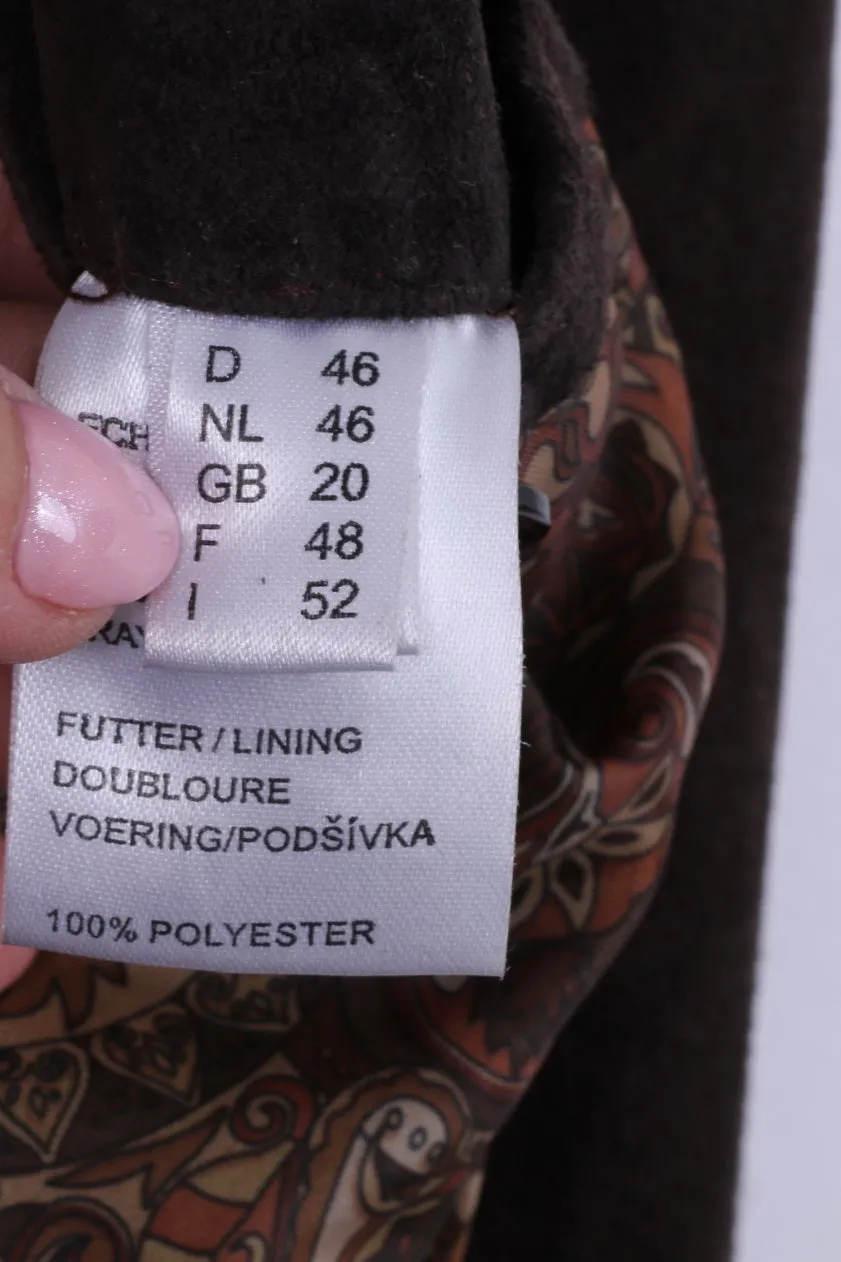 D 46
NL 46
GB 20
F 48
I 52
FUTTER / LINING
DOUBLOURE
VOERING/PODŠÍVKA
100% POLYESTER